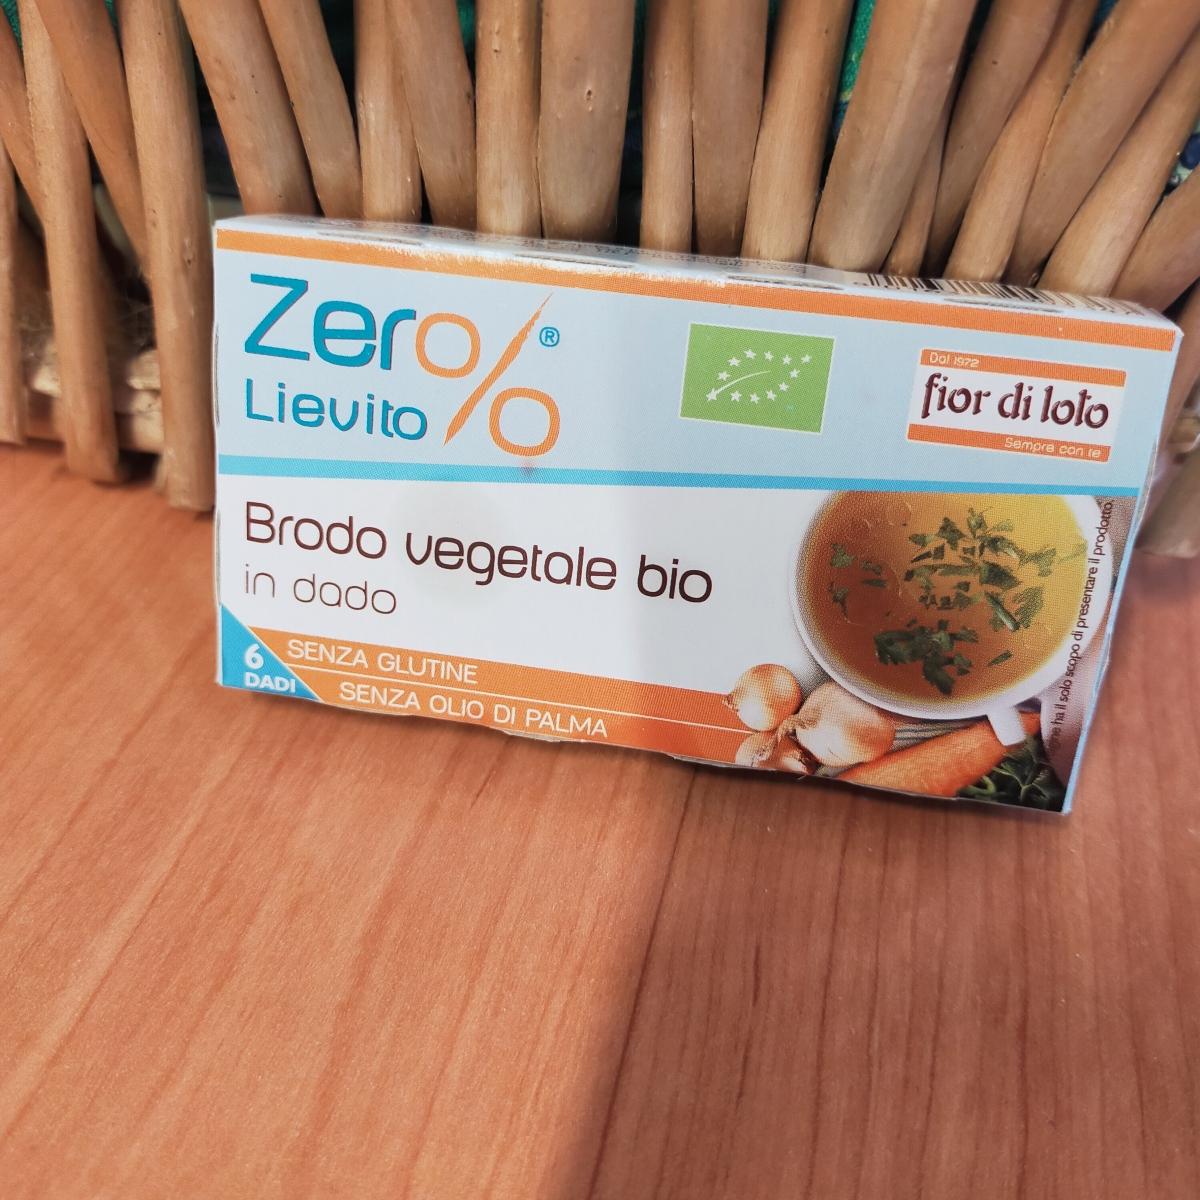 Zero%®
Lievito
Dal 1972
fior di loto
Sempre con te
Brodo vegetale bio
in dado
6
DADI
SENZA GLUTINE
SENZA OLIO DI PALMA
ha il solo scopo di presentare il prodotto.